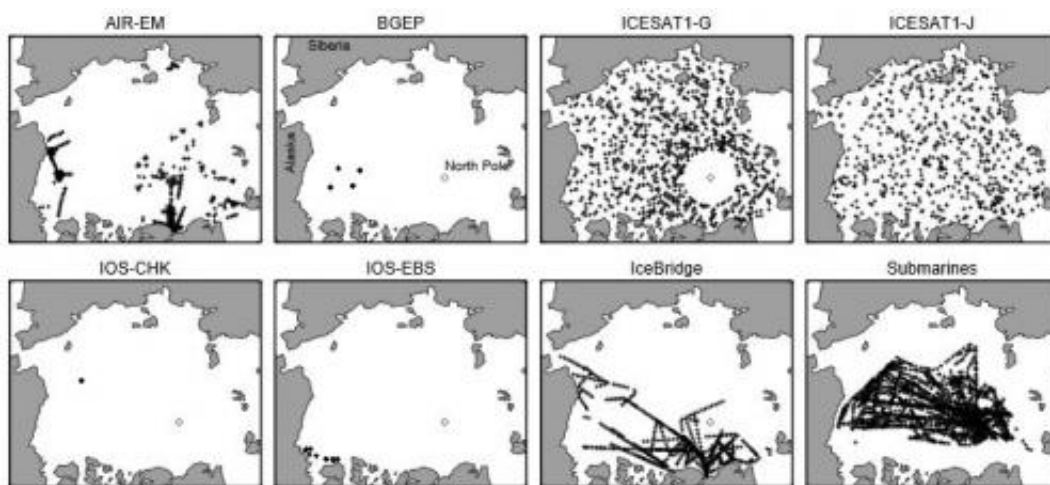 AIR-EM
BGEP
ICESAT1-G
ICESAT1-J
Siberia
Alaska
North Pole
IOS-CHK
IOS-EBS
IceBridge
Submarines